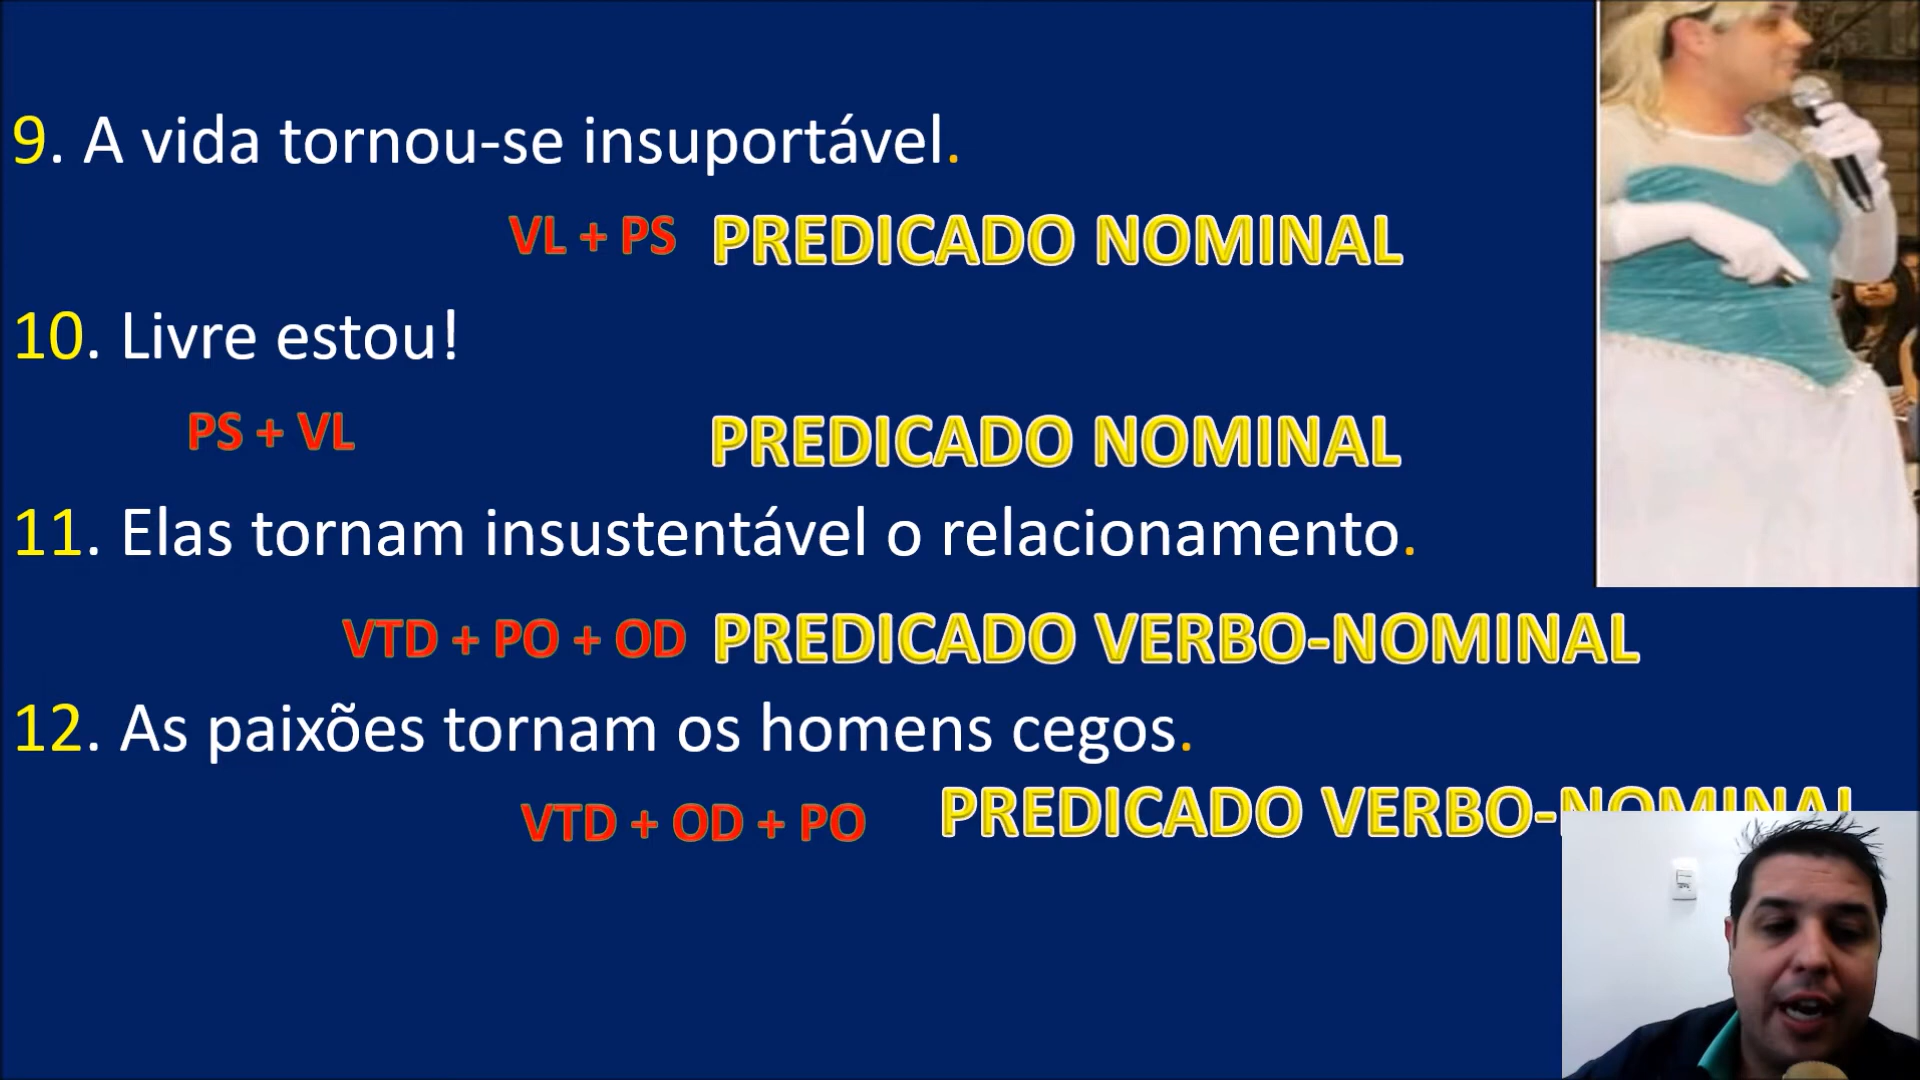 9. A vida tornou-se insuportável.
VL + PS PREDICADO NOMINAL
10. Livre estou!
PS + VL PREDICADO NOMINAL
11. Elas tornam insustentável o relacionamento.
VTD + PO + OD PREDICADO VERBO-NOMINAL
12. As paixões tornam os homens cegos.
VTD + OD + PO PREDICADO VERBO-NOMINAL